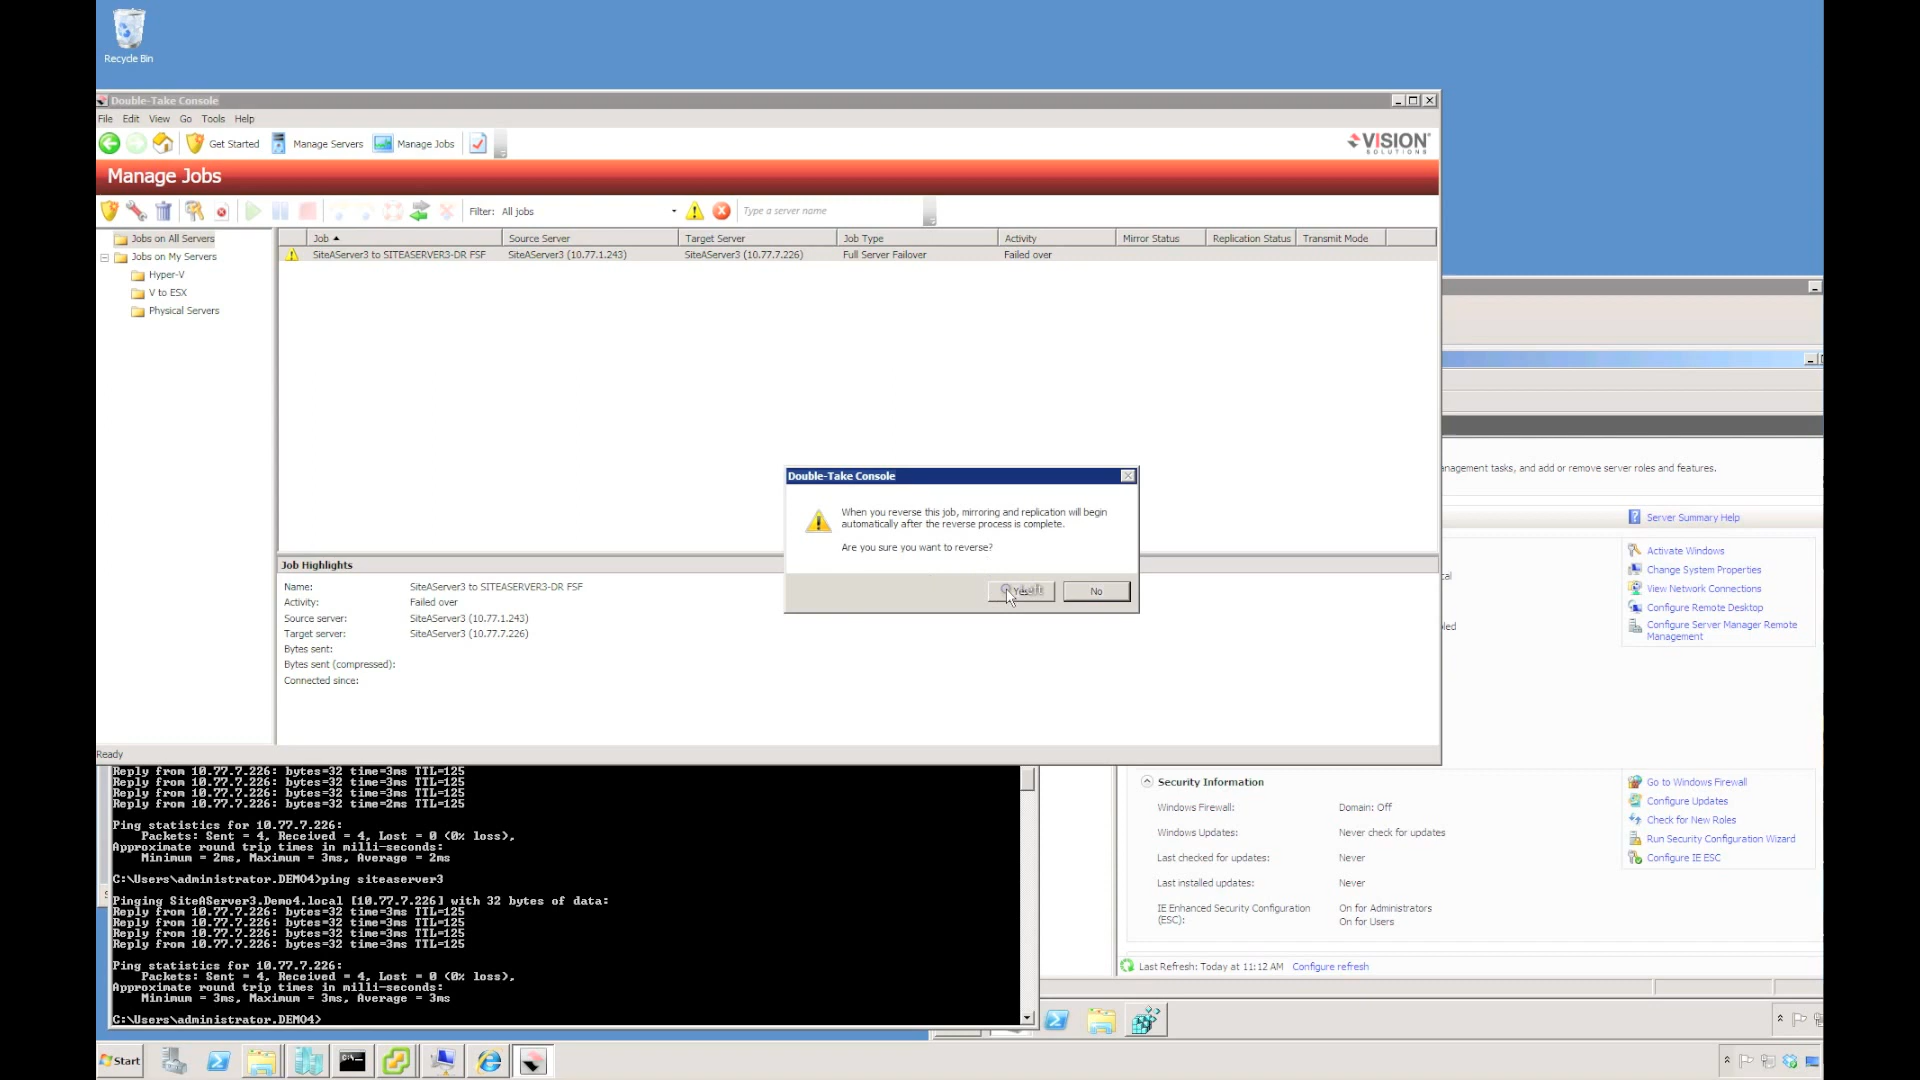 Recycle Bin
Double-Take Console
File Edit View Go Tools Help
Get Started Manage Servers Manage Jobs
VISION
SOLUTIONS
Manage Jobs
Filter: All jobs Type a server name
Jobs on All Servers
Jobs on My Servers
Hyper-V
V to ESX
Physical Servers
Job Source Server Target Server Job Type Activity Mirror Status Replication Status Transmit Mode
SiteAServer3 to SITEASERVER3-DR FSF SiteAServer3 (10.77.1.243) SiteAServer3 (10.77.7.226) Full Server Failover Failed over
Double-Take Console
When you reverse this job, mirroring and replication will begin
automatically after the reverse process is complete.
Are you sure you want to reverse?
No
Job Highlights
Name: SiteAServer3 to SITEASERVER3-DR FSF
Activity: Failed over
Source server: SiteAServer3 (10.77.1.243)
Target server: SiteAServer3 (10.77.7.226)
Bytes sent:
Bytes sent (compressed):
Connected since:
Ready
Reply from 10.77.7.226: bytes=32 time=3ms TTL=125
Reply from 10.77.7.226: bytes=32 time=3ms TTL=125
Reply from 10.77.7.226: bytes=32 time=3ms TTL=125
Reply from 10.77.7.226: bytes=32 time=2ms TTL=125
Ping statistics for 10.77.7.226:
Packets: Sent = 4, Received = 4, Lost = 0 (0% loss),
Approximate round trip times in milli-seconds:
Minimum = 2ms, Maximum = 3ms, Average = 2ms
C:\Users\administrator.DEMO4>ping siteaserver3
Pinging SiteAServer3.Demo4.local [10.77.7.226] with 32 bytes of data:
Reply from 10.77.7.226: bytes=32 time=3ms TTL=125
Reply from 10.77.7.226: bytes=32 time=3ms TTL=125
Reply from 10.77.7.226: bytes=32 time=3ms TTL=125
Reply from 10.77.7.226: bytes=32 time=3ms TTL=125
Ping statistics for 10.77.7.226:
Packets: Sent = 4, Received = 4, Lost = 0 (0% loss),
Approximate round trip times in milli-seconds:
Minimum = 3ms, Maximum = 3ms, Average = 3ms
C:\Users\administrator.DEMO4>
management tasks, and add or remove server roles and features.
Server Summary Help
Activate Windows
Change System Properties
View Network Connections
Configure Remote Desktop
Configure Server Manager Remote
Management
Security Information
Windows Firewall: Domain: Off
Windows Updates: Never check for updates
Last checked for updates: Never
Last installed updates: Never
IE Enhanced Security Configuration
(ESC): On for Administrators
On for Users
Go to Windows Firewall
Configure Updates
Check for New Roles
Run Security Configuration Wizard
Configure IE ESC
Last Refresh: Today at 11:12 AM Configure refresh
Start